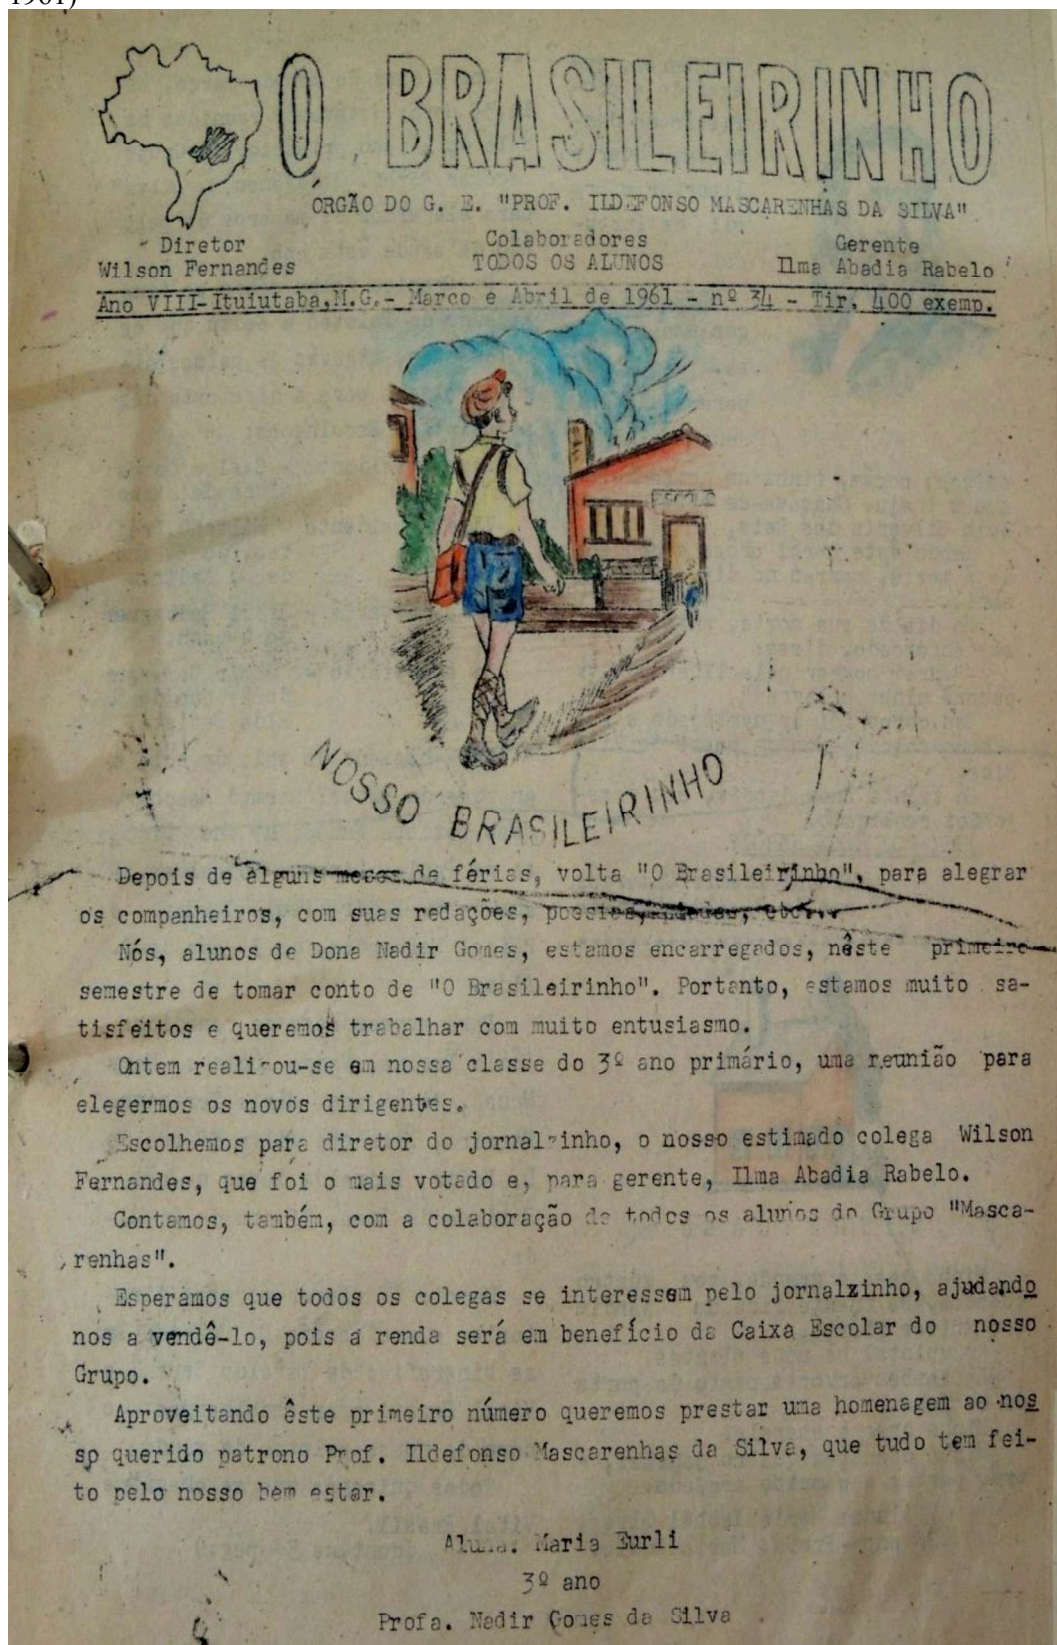 1961)
O BRASILEIRINHO
ÓRGÃO DO G. E. "PROF. ILDEFONSO MASCARENHAS DA SILVA"
Diretor Colaboradores Gerente
Wilson Fernandes TODOS OS ALUNOS Ilma Abadia Rabelo
Ano VIII-Ituiutaba,M.G.- Março e Abril de 1961 - nº 34 - Tir. 400 exemp.
ESCOLA
NOSSO BRASILEIRINHO
Depois de alguns meses de férias, volta "O Brasileirinho", para alegrar
os companheiros, com suas redações, poesias, piadas, etc...
Nós, alunos de Dona Nadir Gomes, estamos encarregados, nêste primeiro
semestre de tomar conto de "O Brasileirinho". Portanto, estamos muito sa-
tisfeitos e queremos trabalhar com muito entusiasmo.
Ontem realizou-se em nossa classe do 3º ano primário, uma reunião para
elegermos os novos dirigentes.
Escolhemos para diretor do jornalzinho, o nosso estimado colega Wilson
Fernandes, que foi o mais votado e, para gerente, Ilma Abadia Rabelo.
Contamos, também, com a colaboração de todos os alunos do Grupo "Masca-
renhas".
Esperamos que todos os colegas se interessem pelo jornalzinho, ajudando
nos a vendê-lo, pois a renda será em benefício da Caixa Escolar do nosso
Grupo.
Aproveitando êste primeiro número queremos prestar uma homenagem ao nos
so querido patrono Prof. Ildefonso Mascarenhas da Silva, que tudo tem fei-
to pelo nosso bem estar.
Aluna. Maria Eurli
3º ano
Profa. Nadir Gomes da Silva